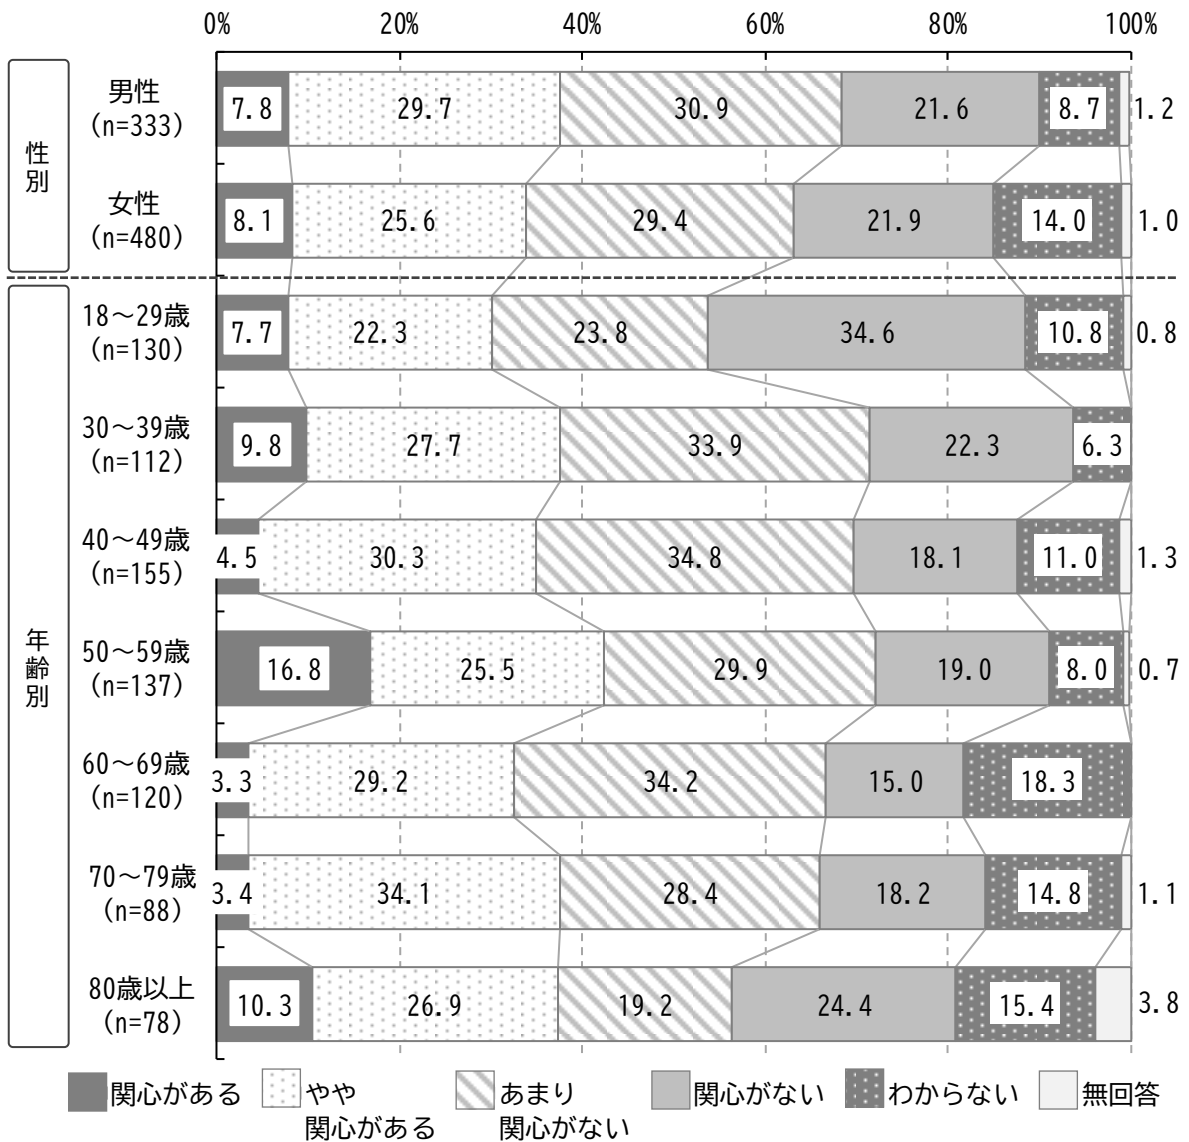 0% 20% 40% 60% 80% 100%
性別
男性
(n=333)
7.8 29.7 30.9 21.6 8.7 1.2
女性
(n=480)
8.1 25.6 29.4 21.9 14.0 1.0
年齢別
18～29歳
(n=130)
7.7 22.3 23.8 34.6 10.8 0.8
30～39歳
(n=112)
9.8 27.7 33.9 22.3 6.3
40～49歳
(n=155)
4.5 30.3 34.8 18.1 11.0 1.3
50～59歳
(n=137)
16.8 25.5 29.9 19.0 8.0 0.7
60～69歳
(n=120)
3.3 29.2 34.2 15.0 18.3
70～79歳
(n=88)
3.4 34.1 28.4 18.2 14.8 1.1
80歳以上
(n=78)
10.3 26.9 19.2 24.4 15.4 3.8
関心がある
やや
関心がある
あまり
関心がない
関心がない
わからない
無回答